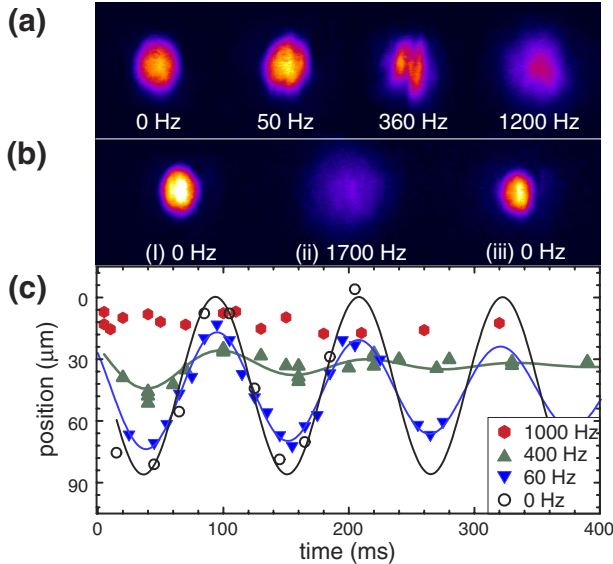 (a)
0 Hz 50 Hz 360 Hz 1200 Hz
(b)
(I) 0 Hz (ii) 1700 Hz (iii) 0 Hz
(c)
0
30
60
90
position (μm)
1000 Hz
400 Hz
60 Hz
0 Hz
0 100 200 300 400
time (ms)